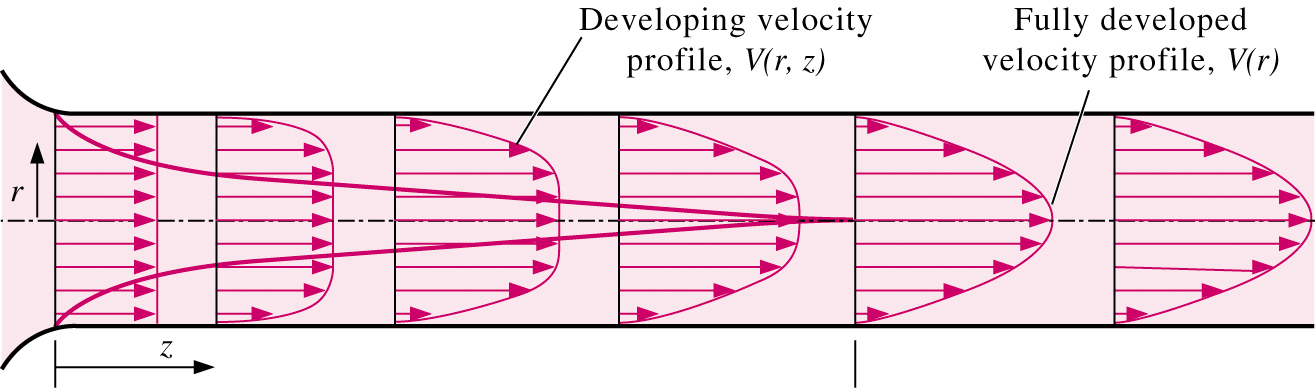 Developing velocity
profile, V(r, z)
Fully developed
velocity profile, V(r)
r
z